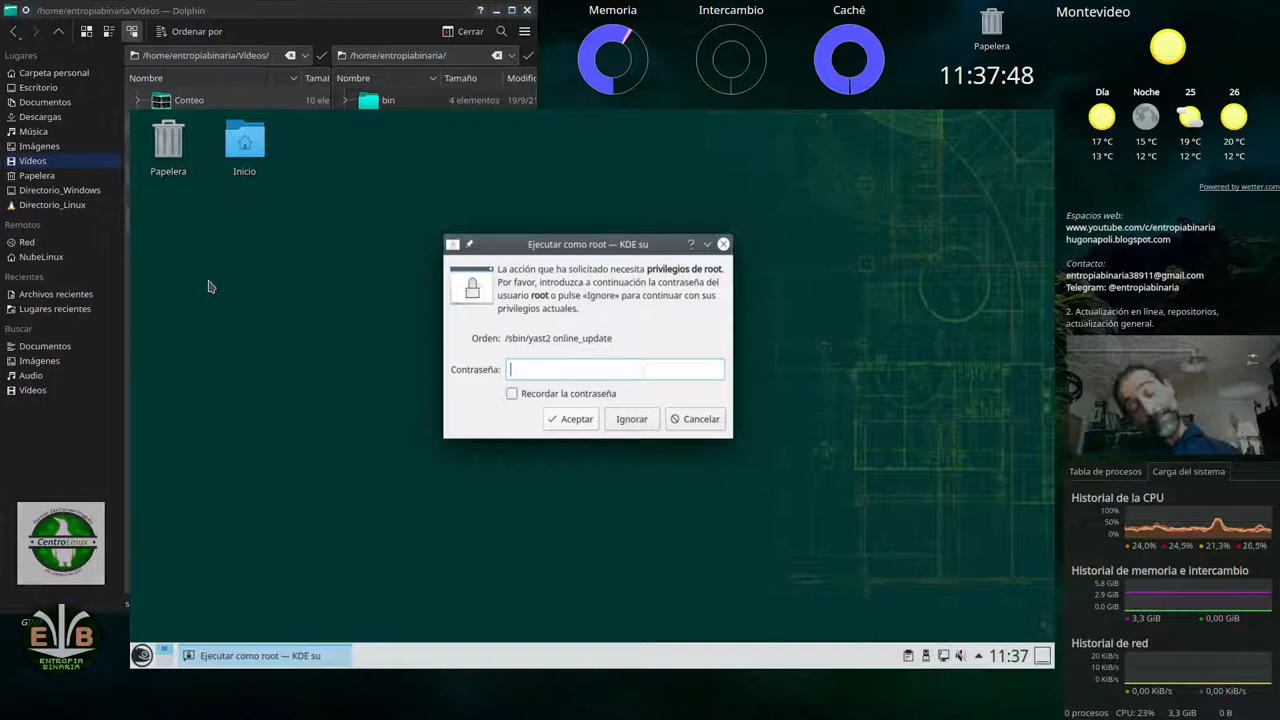 /home/entropiabinaria/Vídeos — Dolphin
Ordenar por
Cerrar
Lugares
Carpeta personal
Escritorio
Documentos
Descargas
Música
Imágenes
Vídeos
Papelera
Directorio_Windows
Directorio_Linux
Remotos
Red
NubeLinux
Recientes
Archivos recientes
Lugares recientes
Buscar
Documentos
Imágenes
Audio
Vídeos
/home/entropiabinaria/Vídeos/
/home/entropiabinaria/
Nombre
Tamaí
Nombre
Tamaño
Modific
Conteo
10 ele
bin
4 elementos
19/9/21
Memoria
Intercambio
Caché
Papelera
11:37:48
Montevideo
Día
Noche
25
26
17 °C
15 °C
19 °C
20 °C
13 °C
12 °C
12 °C
12 °C
Powered by wetter.com
Espacios web:
www.youtube.com/c/entropiabinaria
hugonapoli.blogspot.com
Contacto:
entropiabinaria38911@gmail.com
Telegram: @entropiabinaria
2. Actualización en línea, repositorios,
actualización general.
Papelera
Inicio
Ejecutar como root — KDE su
La acción que ha solicitado necesita privilegios de root.
Por favor, introduzca a continuación la contraseña del
usuario root o pulse «Ignore» para continuar con sus
privilegios actuales.
Orden: /sbin/yast2 online_update
Contraseña:
Recordar la contraseña
Aceptar
Ignorar
Cancelar
Tabla de procesos
Carga del sistema
Historial de la CPU
100%
50%
0%
24,0%
24,5%
21,3%
26,5%
Historial de memoria e intercambio
5,8 GiB
2.9 GiB
0.0 GiB
3,3 GiB
0,00 GiB
Historial de red
20 KiB/s
10 KiB/s
0 KiB/s
0,00 KiB/s
0,00 KiB/s
0 procesos
CPU: 23%
3,3 GiB
0 B
CentroLinux
E B
ENTROPIA
BINARIA
Ejecutar como root — KDE su
11:37